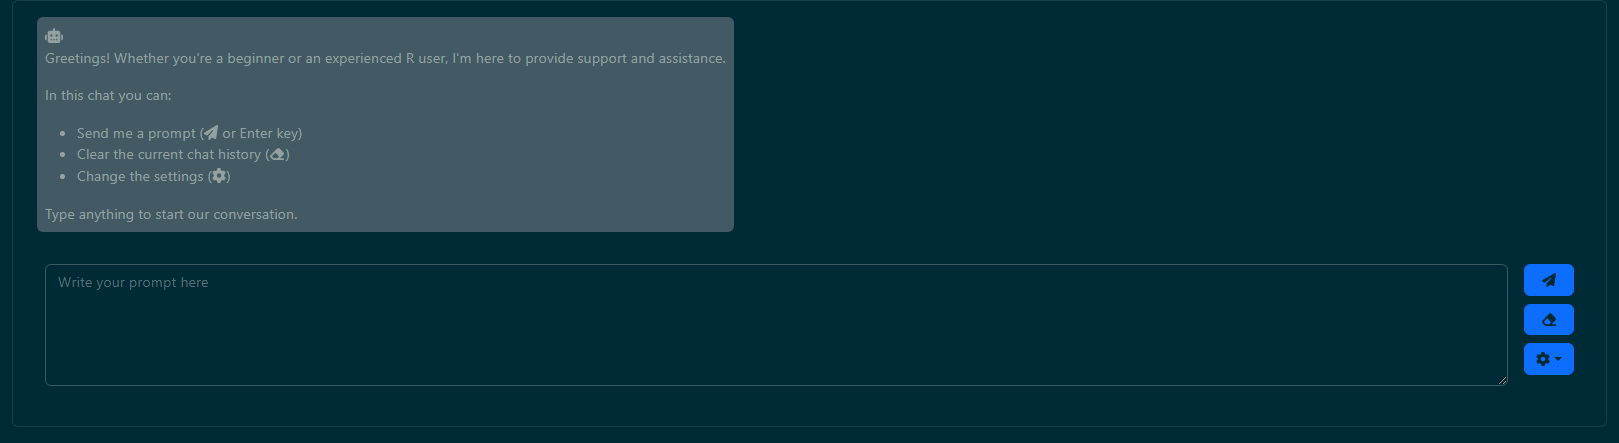 Greetings! Whether you're a beginner or an experienced R user, I'm here to provide support and assistance.
In this chat you can:
Send me a prompt ( or Enter key)
Clear the current chat history ()
Change the settings ()
Type anything to start our conversation.
Write your prompt here